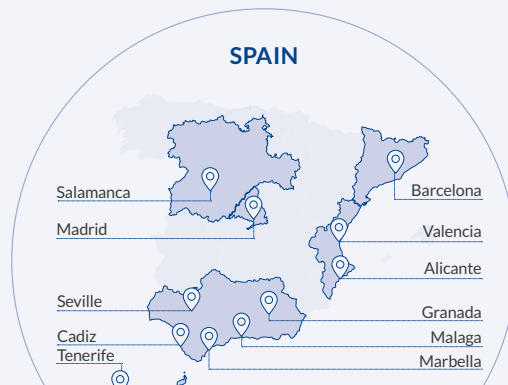 SPAIN
Salamanca
Barcelona
Madrid
Valencia
Alicante
Seville
Granada
Cadiz
Malaga
Tenerife
Marbella